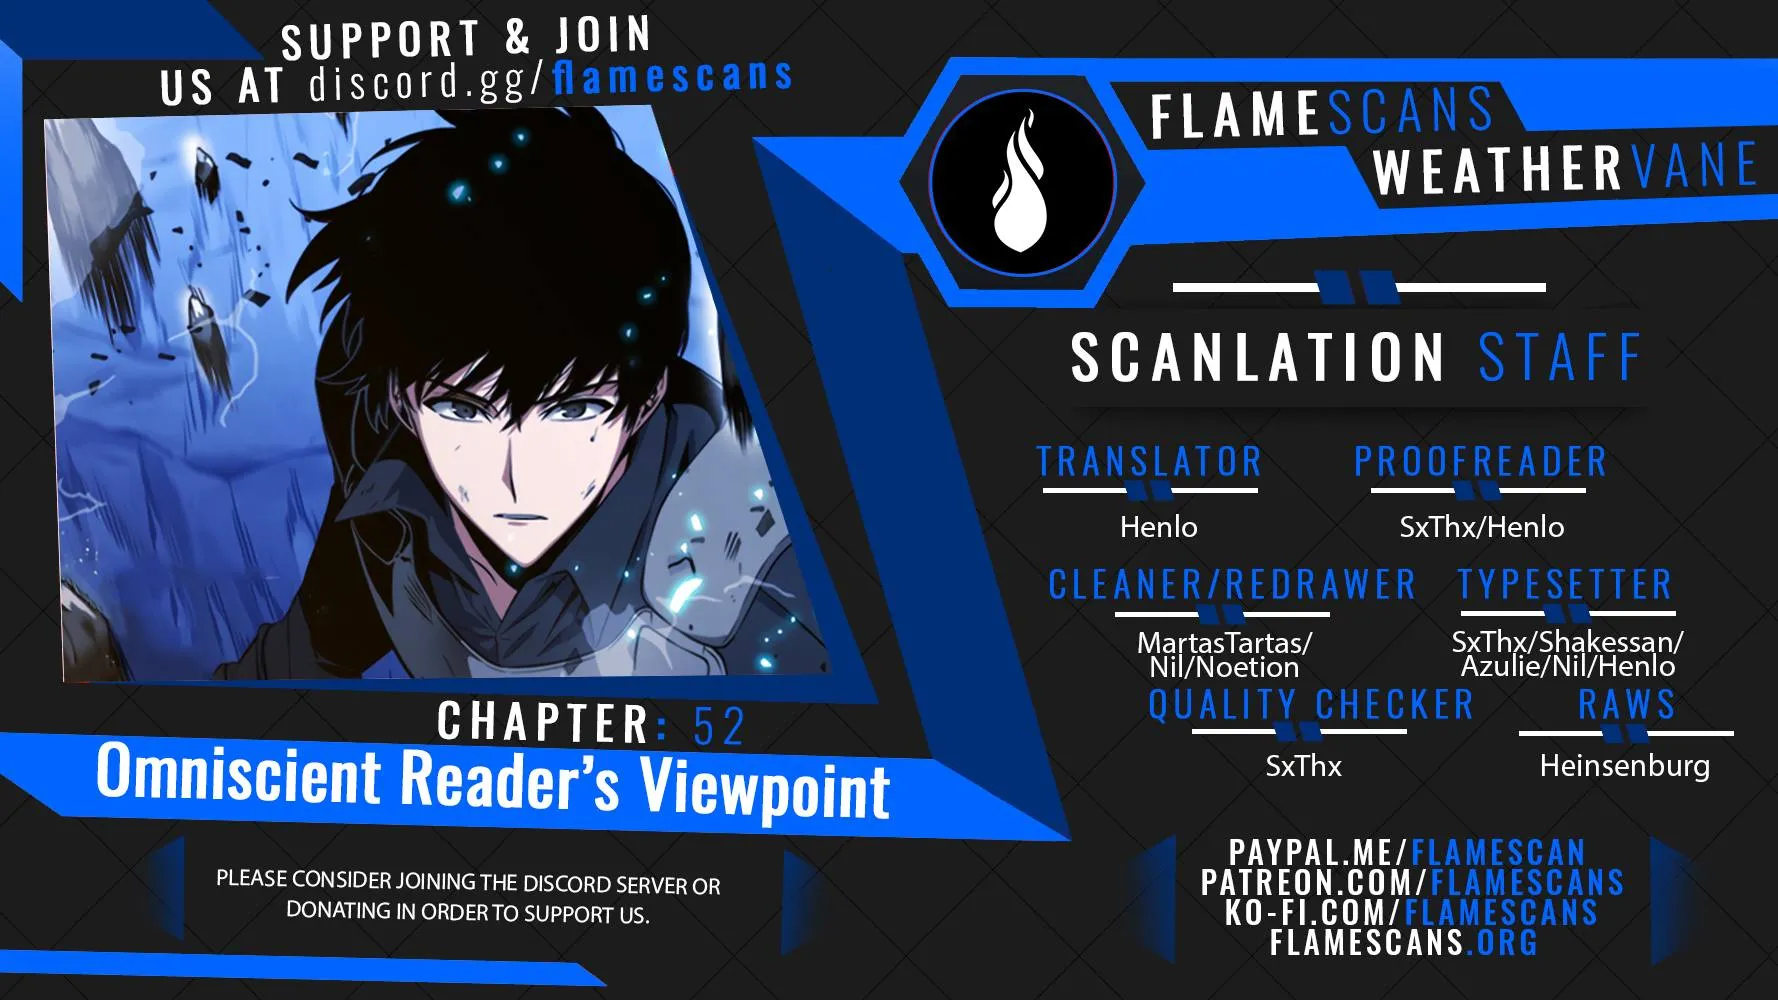 SUPPORT & JOIN
US AT discord.gg/flamescans
FLAMESCANS
WEATHERVANE
SCANLATION STAFF
TRANSLATOR
Henlo
PROOFREADER
SxThx/Henlo
CLEANER/REDRAWER
MartasTartas/
Nil/Noetion
TYPESETTER
SxThx/Shakessan/
Azulie/Nil/Henlo
QUALITY CHECKER
SxThx
RAWS
Heinsenburg
CHAPTER: 52
Omniscient Reader's Viewpoint
PLEASE CONSIDER JOINING THE DISCORD SERVER OR
DONATING IN ORDER TO SUPPORT US.
PAYPAL.ME/FLAMESCAN
PATREON.COM/FLAMESCANS
KO-FI.COM/FLAMESCANS
FLAMESCANS.ORG